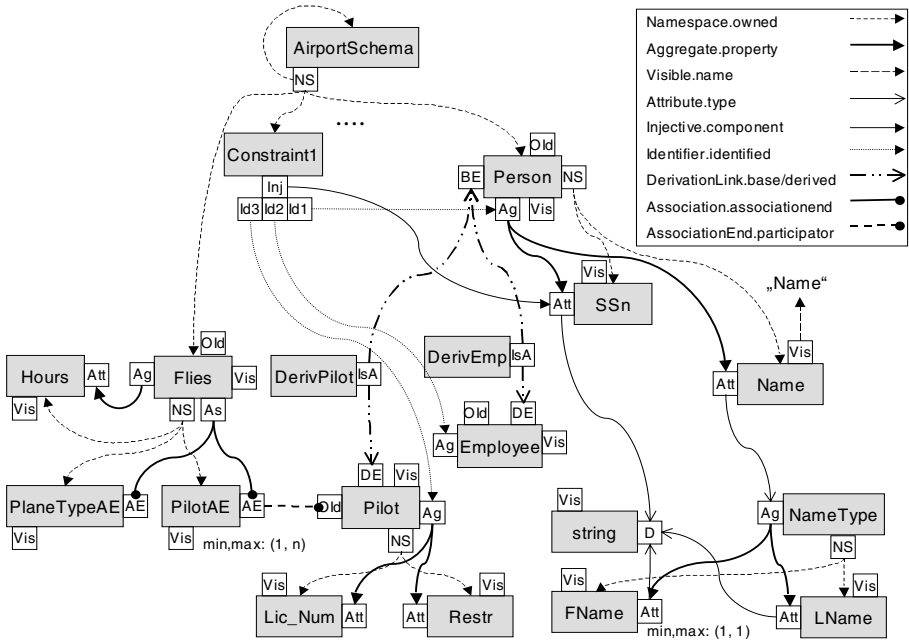 AirportSchema
NS
Namespace.owned
Aggregate.property
Visible.name
Attribute.type
Injective.component
Identifier.identified
DerivationLink.base/derived
Association.associationend
AssociationEnd.participator
....
Constraint1
Inj
Id3 Id2 Id1
OId
BE Person NS
Ag Vis
Vis
Att SSn
„Name“
Vis
Att Name
OId
Hours Att Ag Flies Vis
Vis NS As
DerivPilot IsA
DerivEmp IsA
OId DE
Ag Employee Vis
PlaneTypeAE AE
Vis
PilotAE AE
Vis
min,max: (1, n)
DE Vis
OId Pilot Ag
NS
Vis
Lic_Num Att
Vis
Att Restr
Vis
string D
Ag NameType
NS
Vis
FName Att
min,max: (1, 1)
Vis
Att LName